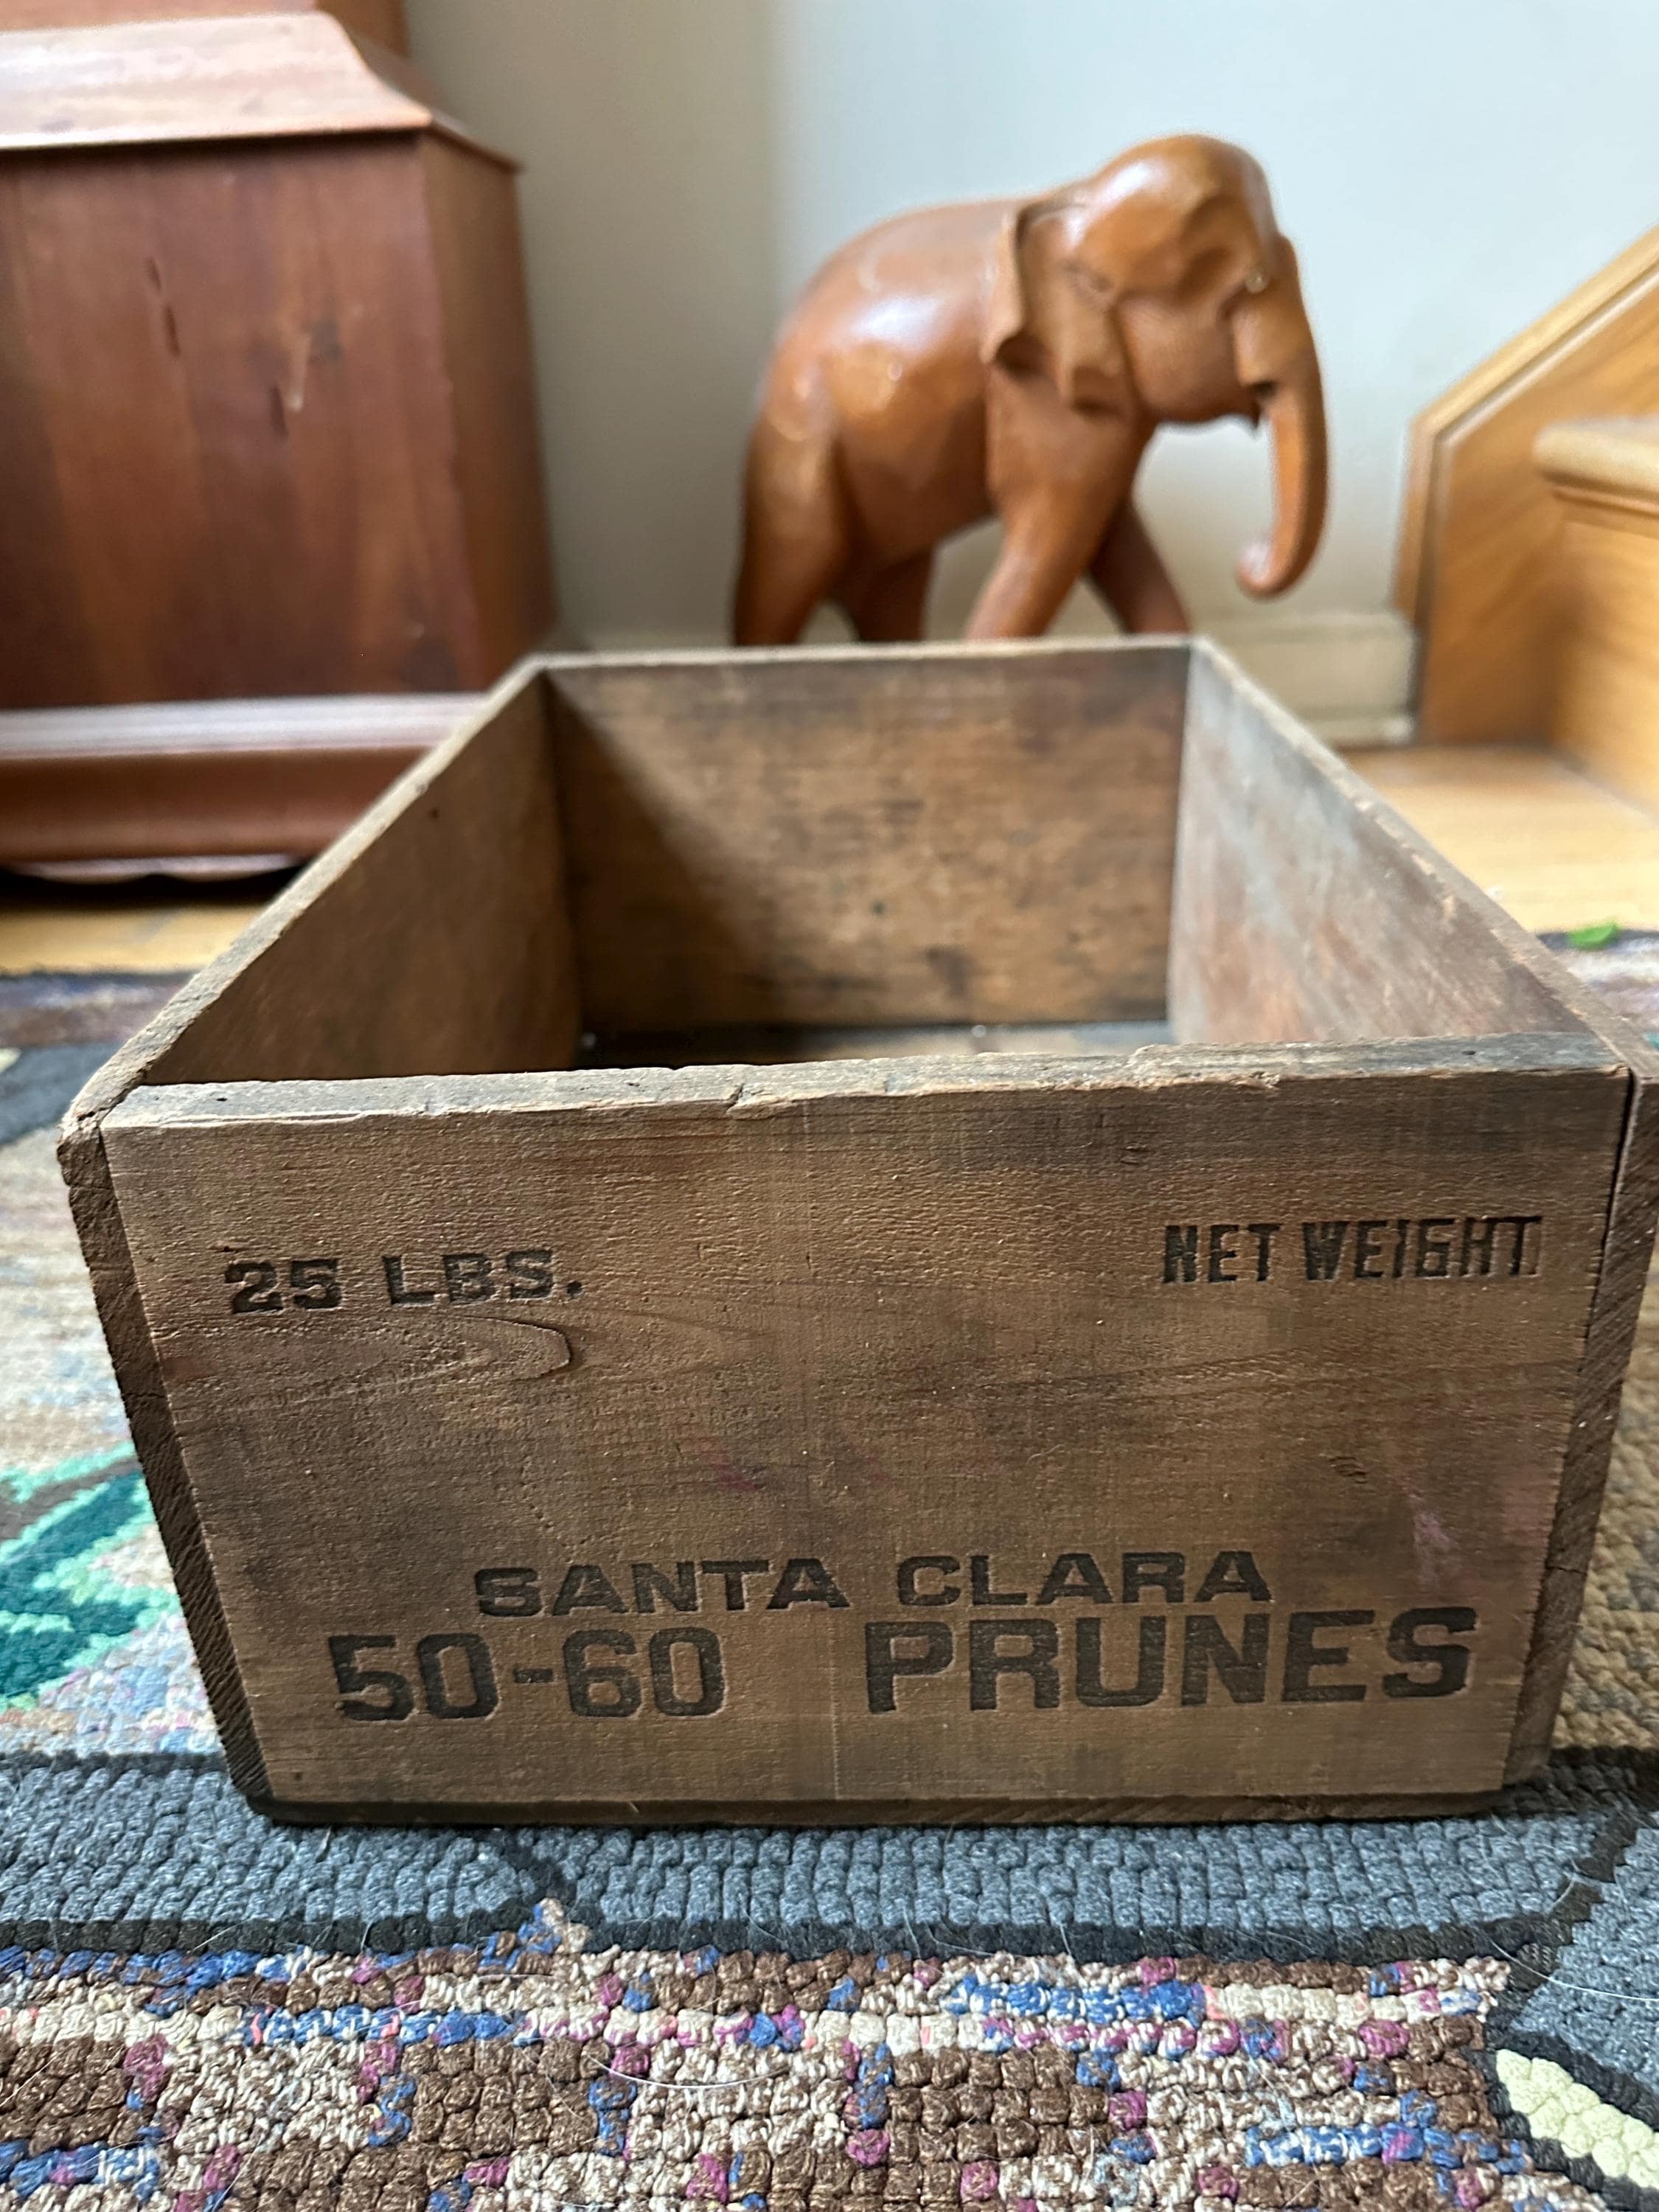 25 LBS. NET WEIGHT
SANTA CLARA
50-60 PRUNES